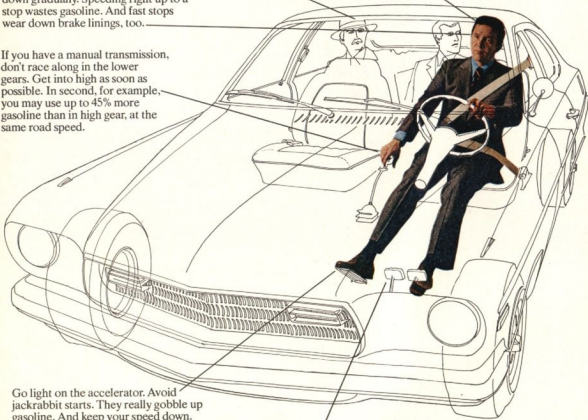 down gradually. Speeding right up to a
stop wastes gasoline. And fast stops
wear down brake linings, too.
If you have a manual transmission,
don't race along in the lower
gears. Get into high as soon as
possible. In second, for example,
you may use up to 45% more
gasoline than in high gear, at the
same road speed.
Go light on the accelerator. Avoid
jackrabbit starts. They really gobble up
gasoline. And keep your speed down.